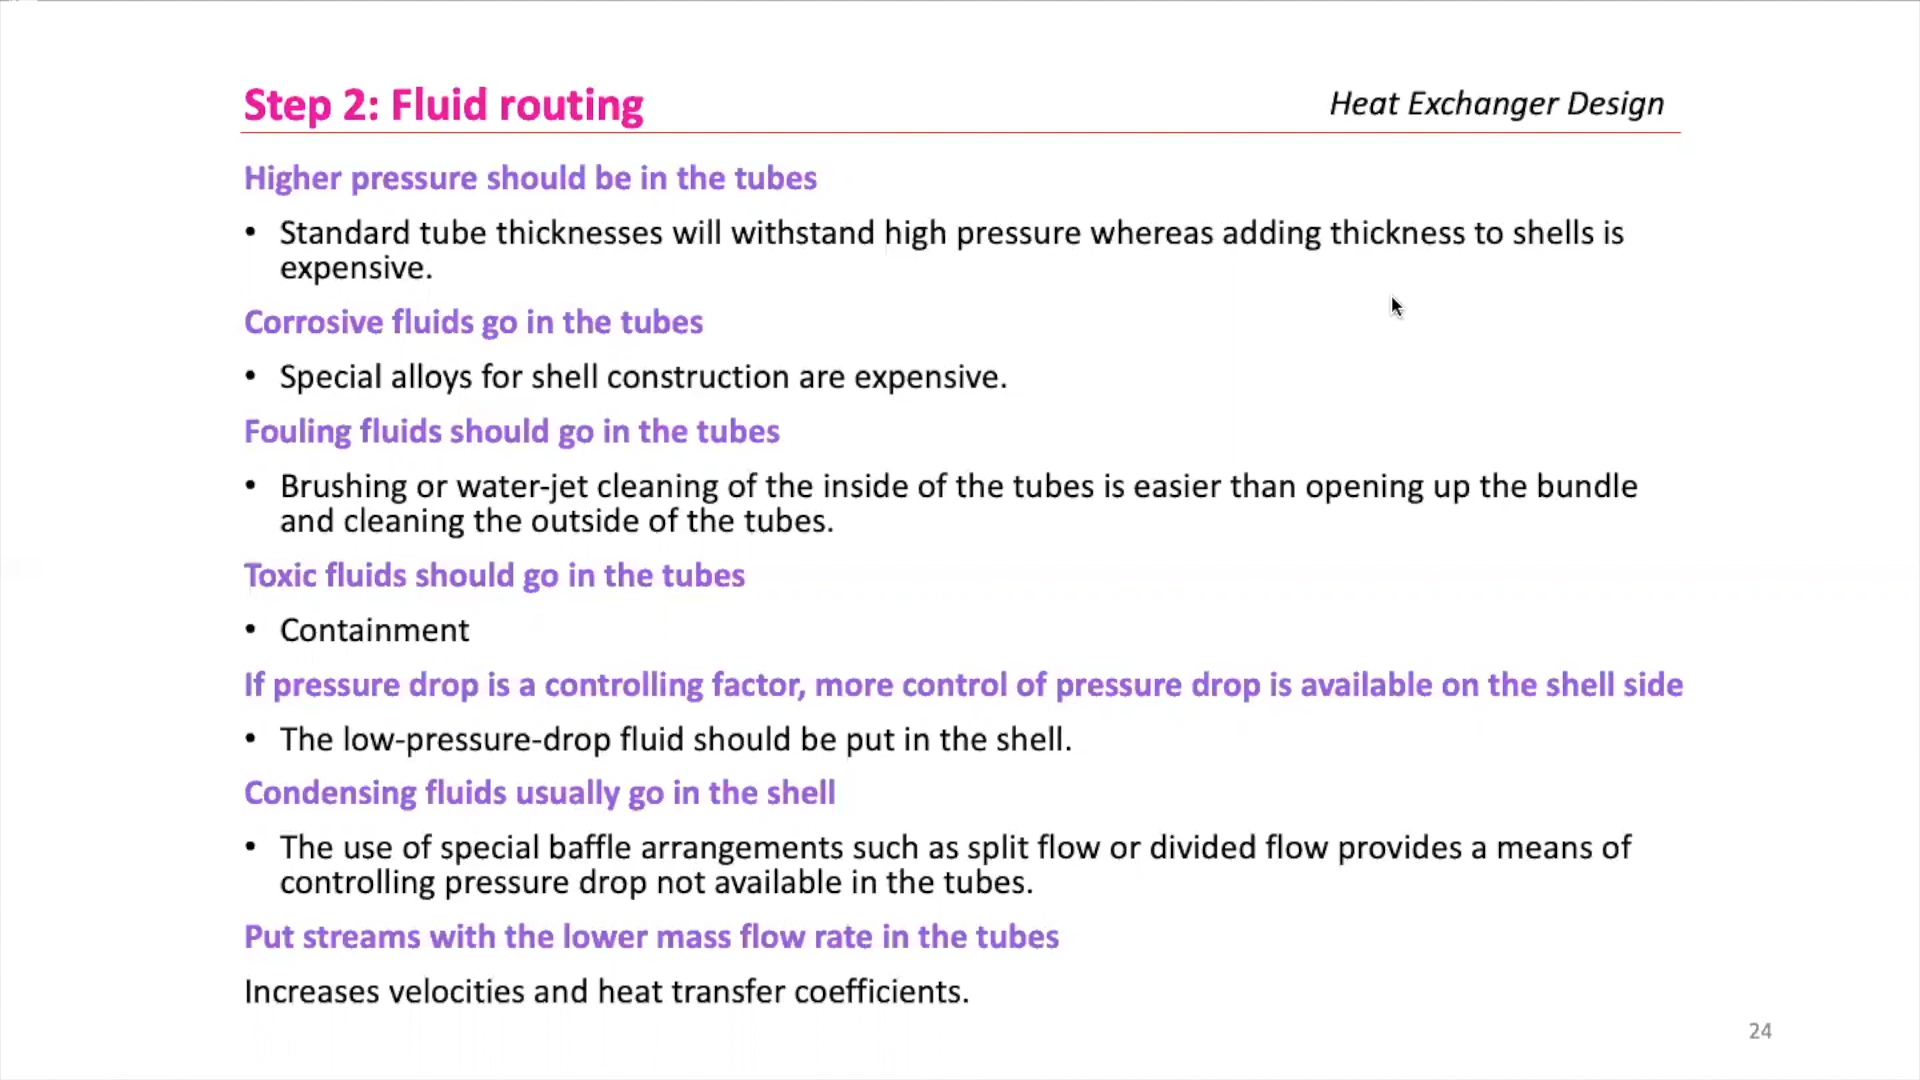 Step 2: Fluid routing
Heat Exchanger Design
Higher pressure should be in the tubes
• Standard tube thicknesses will withstand high pressure whereas adding thickness to shells is
expensive.
Corrosive fluids go in the tubes
• Special alloys for shell construction are expensive.
Fouling fluids should go in the tubes
• Brushing or water-jet cleaning of the inside of the tubes is easier than opening up the bundle
and cleaning the outside of the tubes.
Toxic fluids should go in the tubes
• Containment
If pressure drop is a controlling factor, more control of pressure drop is available on the shell side
• The low-pressure-drop fluid should be put in the shell.
Condensing fluids usually go in the shell
• The use of special baffle arrangements such as split flow or divided flow provides a means of
controlling pressure drop not available in the tubes.
Put streams with the lower mass flow rate in the tubes
Increases velocities and heat transfer coefficients.
24